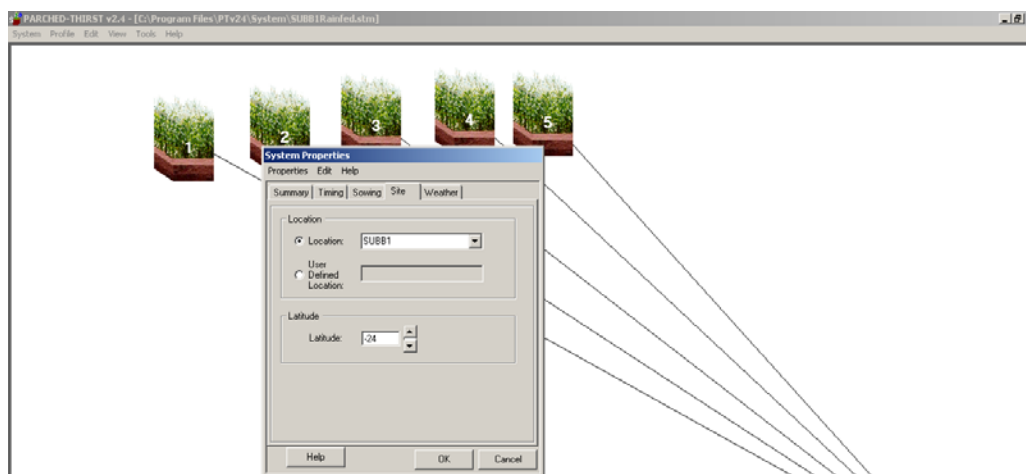 PARCHED-THIRST v2.4 - [C:\Program Files\PTv24\System\SUBB1Rainfed.stm]
System Profile Edit View Tools Help
1 2 3 4 5
System Properties
Properties Edit Help
Summary Timing Sowing Site Weather
Location
Location: SUBB1
User
Defined
Location:
Latitude
Latitude: -24
Help OK Cancel